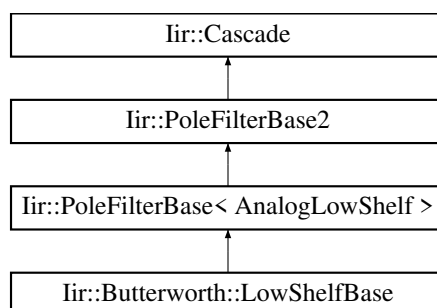 Iir::Cascade
Iir::PoleFilterBase2
Iir::PoleFilterBase< AnalogLowShelf >
Iir::Butterworth::LowShelfBase